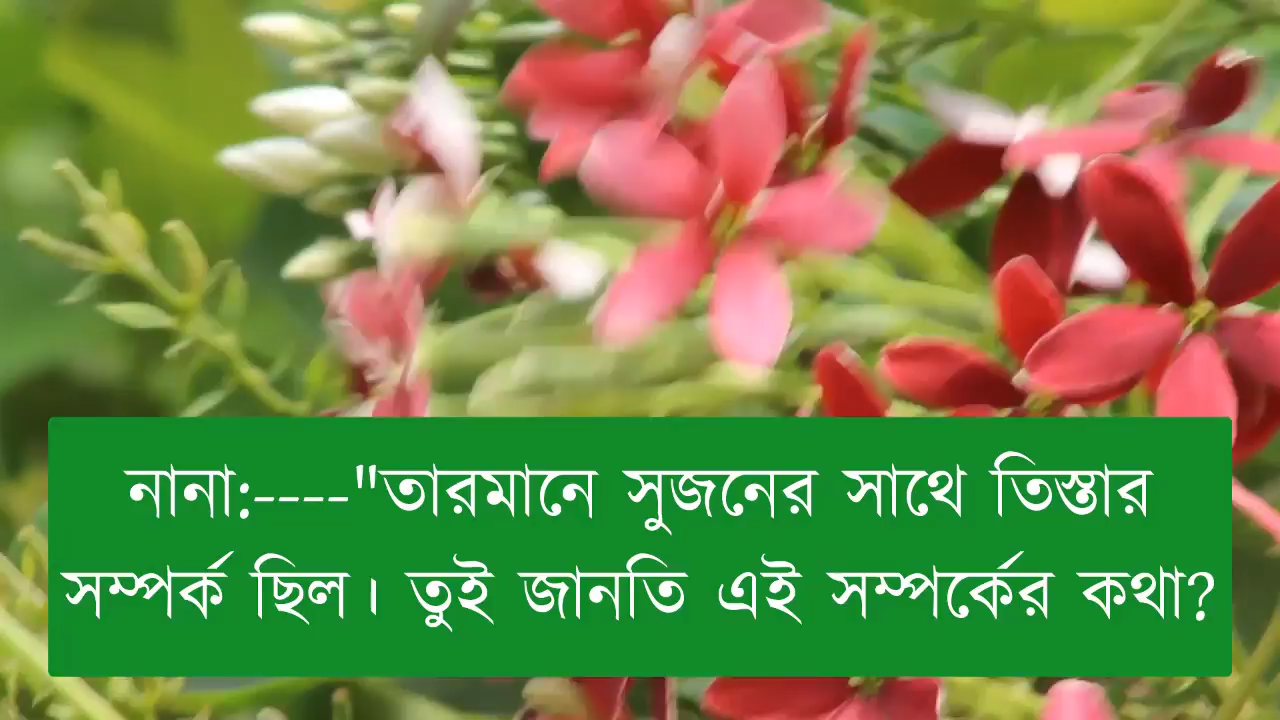 নানা:----"তারমানে সুজনের সাথে তিস্তার
সম্পর্ক ছিল। তুই জানতি এই সম্পর্কের কথা?